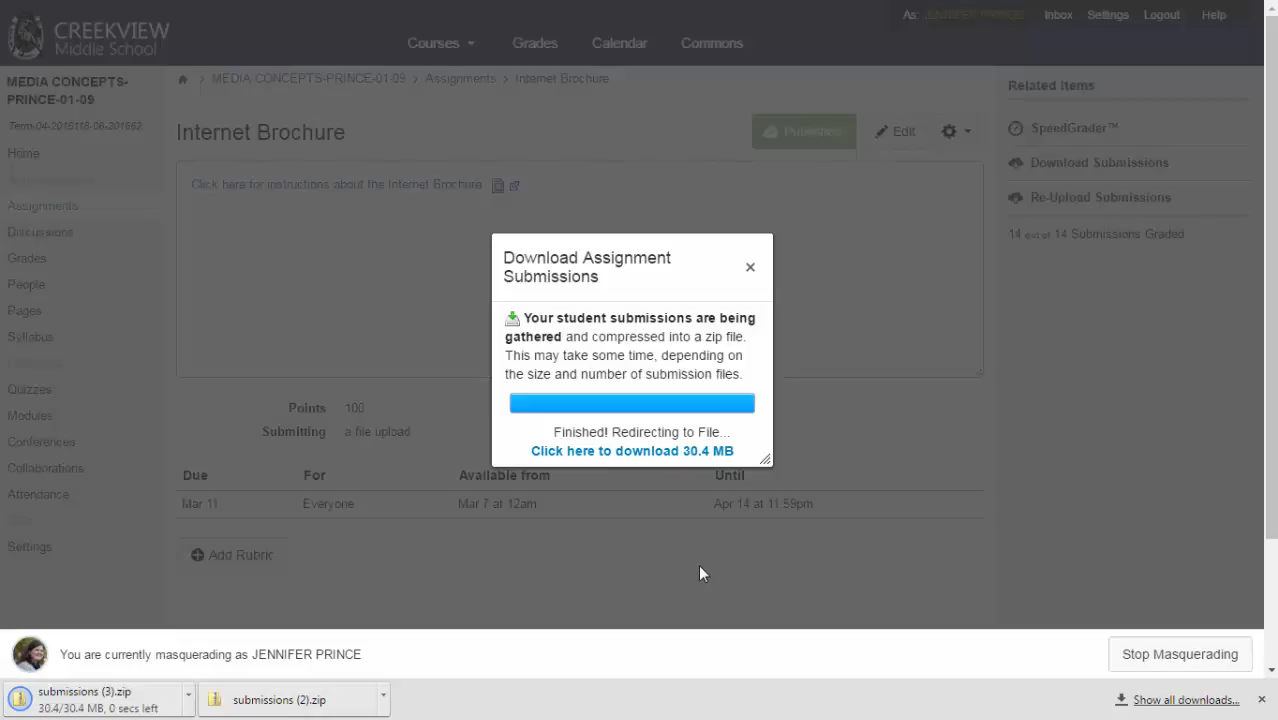 CREEKVIEW
Middle School
Courses
Grades
Calendar
Commons
As: JENNIFER PRINCE
Inbox
Settings
Logout
Help
MEDIA CONCEPTS-
PRINCE-01-09
Home
Assignments
Discussions
Grades
People
Pages
Syllabus
Quizzes
Modules
Conferences
Collaborations
Attendance
Settings
MEDIA CONCEPTS-PRINCE-01-09 > Assignments > Internet Brochure
Internet Brochure
Published
Edit
Click here for instructions about the Internet Brochure
Download Assignment
Submissions
×
Your student submissions are being
gathered and compressed into a zip file.
This may take some time, depending on
the size and number of submission files.
Finished! Redirecting to File...
Click here to download 30.4 MB
Points 100
Submitting a file upload
Due For Available from Until
Mar 11 Everyone Mar 7 at 12am Apr 14 at 11:59pm
Add Rubric
Related Items
SpeedGrader™
Download Submissions
Re-Upload Submissions
14 out of 14 Submissions Graded
You are currently masquerading as JENNIFER PRINCE
Stop Masquerading
submissions (3).zip
30.4/30.4 MB, 0 secs left
submissions (2).zip
Show all downloads...